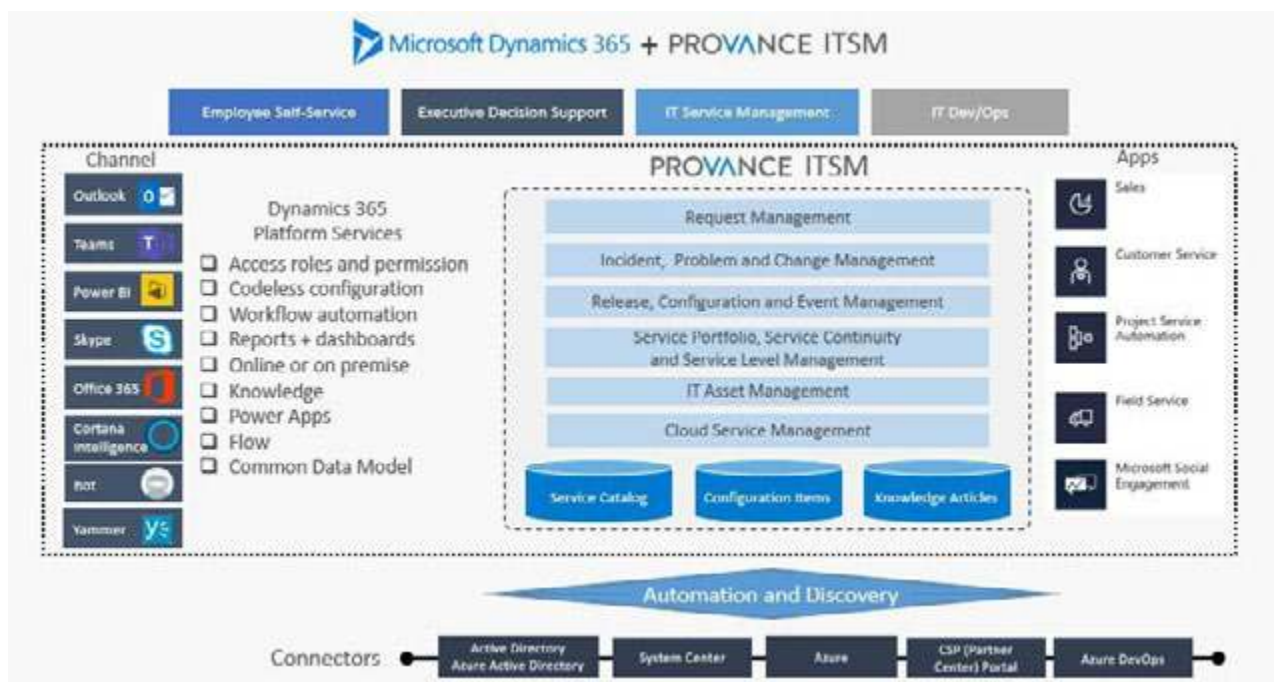 Microsoft Dynamics 365 + PROVANCE ITSM
Employee Self-Service
Executive Decision Support
IT Service Management
IT Dev/Ops
Channel
Outlook
Teams
Power BI
Skype
Office 365
Cortana
intelligence
BOT
Yammer
Dynamics 365
Platform Services
Access roles and permission
Codeless configuration
Workflow automation
Reports + dashboards
Online or on premise
Knowledge
Power Apps
Flow
Common Data Model
PROVANCE ITSM
Request Management
Incident, Problem and Change Management
Release, Configuration and Event Management
Service Portfolio, Service Continuity
and Service Level Management
IT Asset Management
Cloud Service Management
Service Catalog
Configuration Items
Knowledge Articles
Apps
Sales
Customer Service
Project Service
Automation
Field Service
Microsoft Social
Engagement
Automation and Discovery
Connectors
Active Directory
Azure Active Directory
System Center
Azure
CSP (Partner
Center) Portal
Azure DevOps